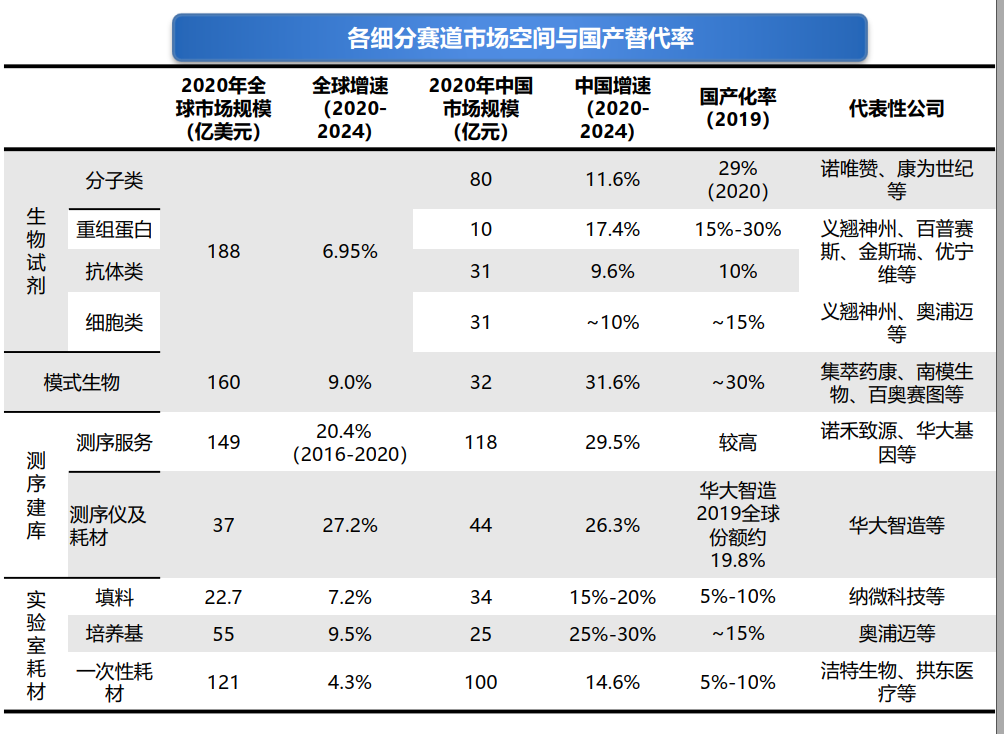 各细分赛道市场空间与国产替代率
2020年全
球市场规模
（亿美元）
全球增速
（2020-
2024）
2020年中国
市场规模
（亿元）
中国增速
（2020-
2024）
国产化率
（2019）
代表性公司
生物试剂
分子类
188
6.95%
80
11.6%
29%
（2020）
诺唯赞、康为世纪
等
重组蛋白
10
17.4%
15%-30%
义翘神州、百普赛
斯、金斯瑞、优宁
维等
抗体类
31
9.6%
10%
细胞类
31
~10%
~15%
义翘神州、奥浦迈
等
模式生物
160
9.0%
32
31.6%
~30%
集萃药康、南模生
物、百奥赛图等
测序建库
测序服务
149
20.4%
（2016-2020）
118
29.5%
较高
诺禾致源、华大基
因等
测序仪及
耗材
37
27.2%
44
26.3%
华大智造
2019全球
份额约
19.8%
华大智造等
实验室耗材
填料
22.7
7.2%
34
15%-20%
5%-10%
纳微科技等
培养基
55
9.5%
25
25%-30%
~15%
奥浦迈等
一次性耗
材
121
4.3%
100
14.6%
5%-10%
洁特生物、拱东医
疗等